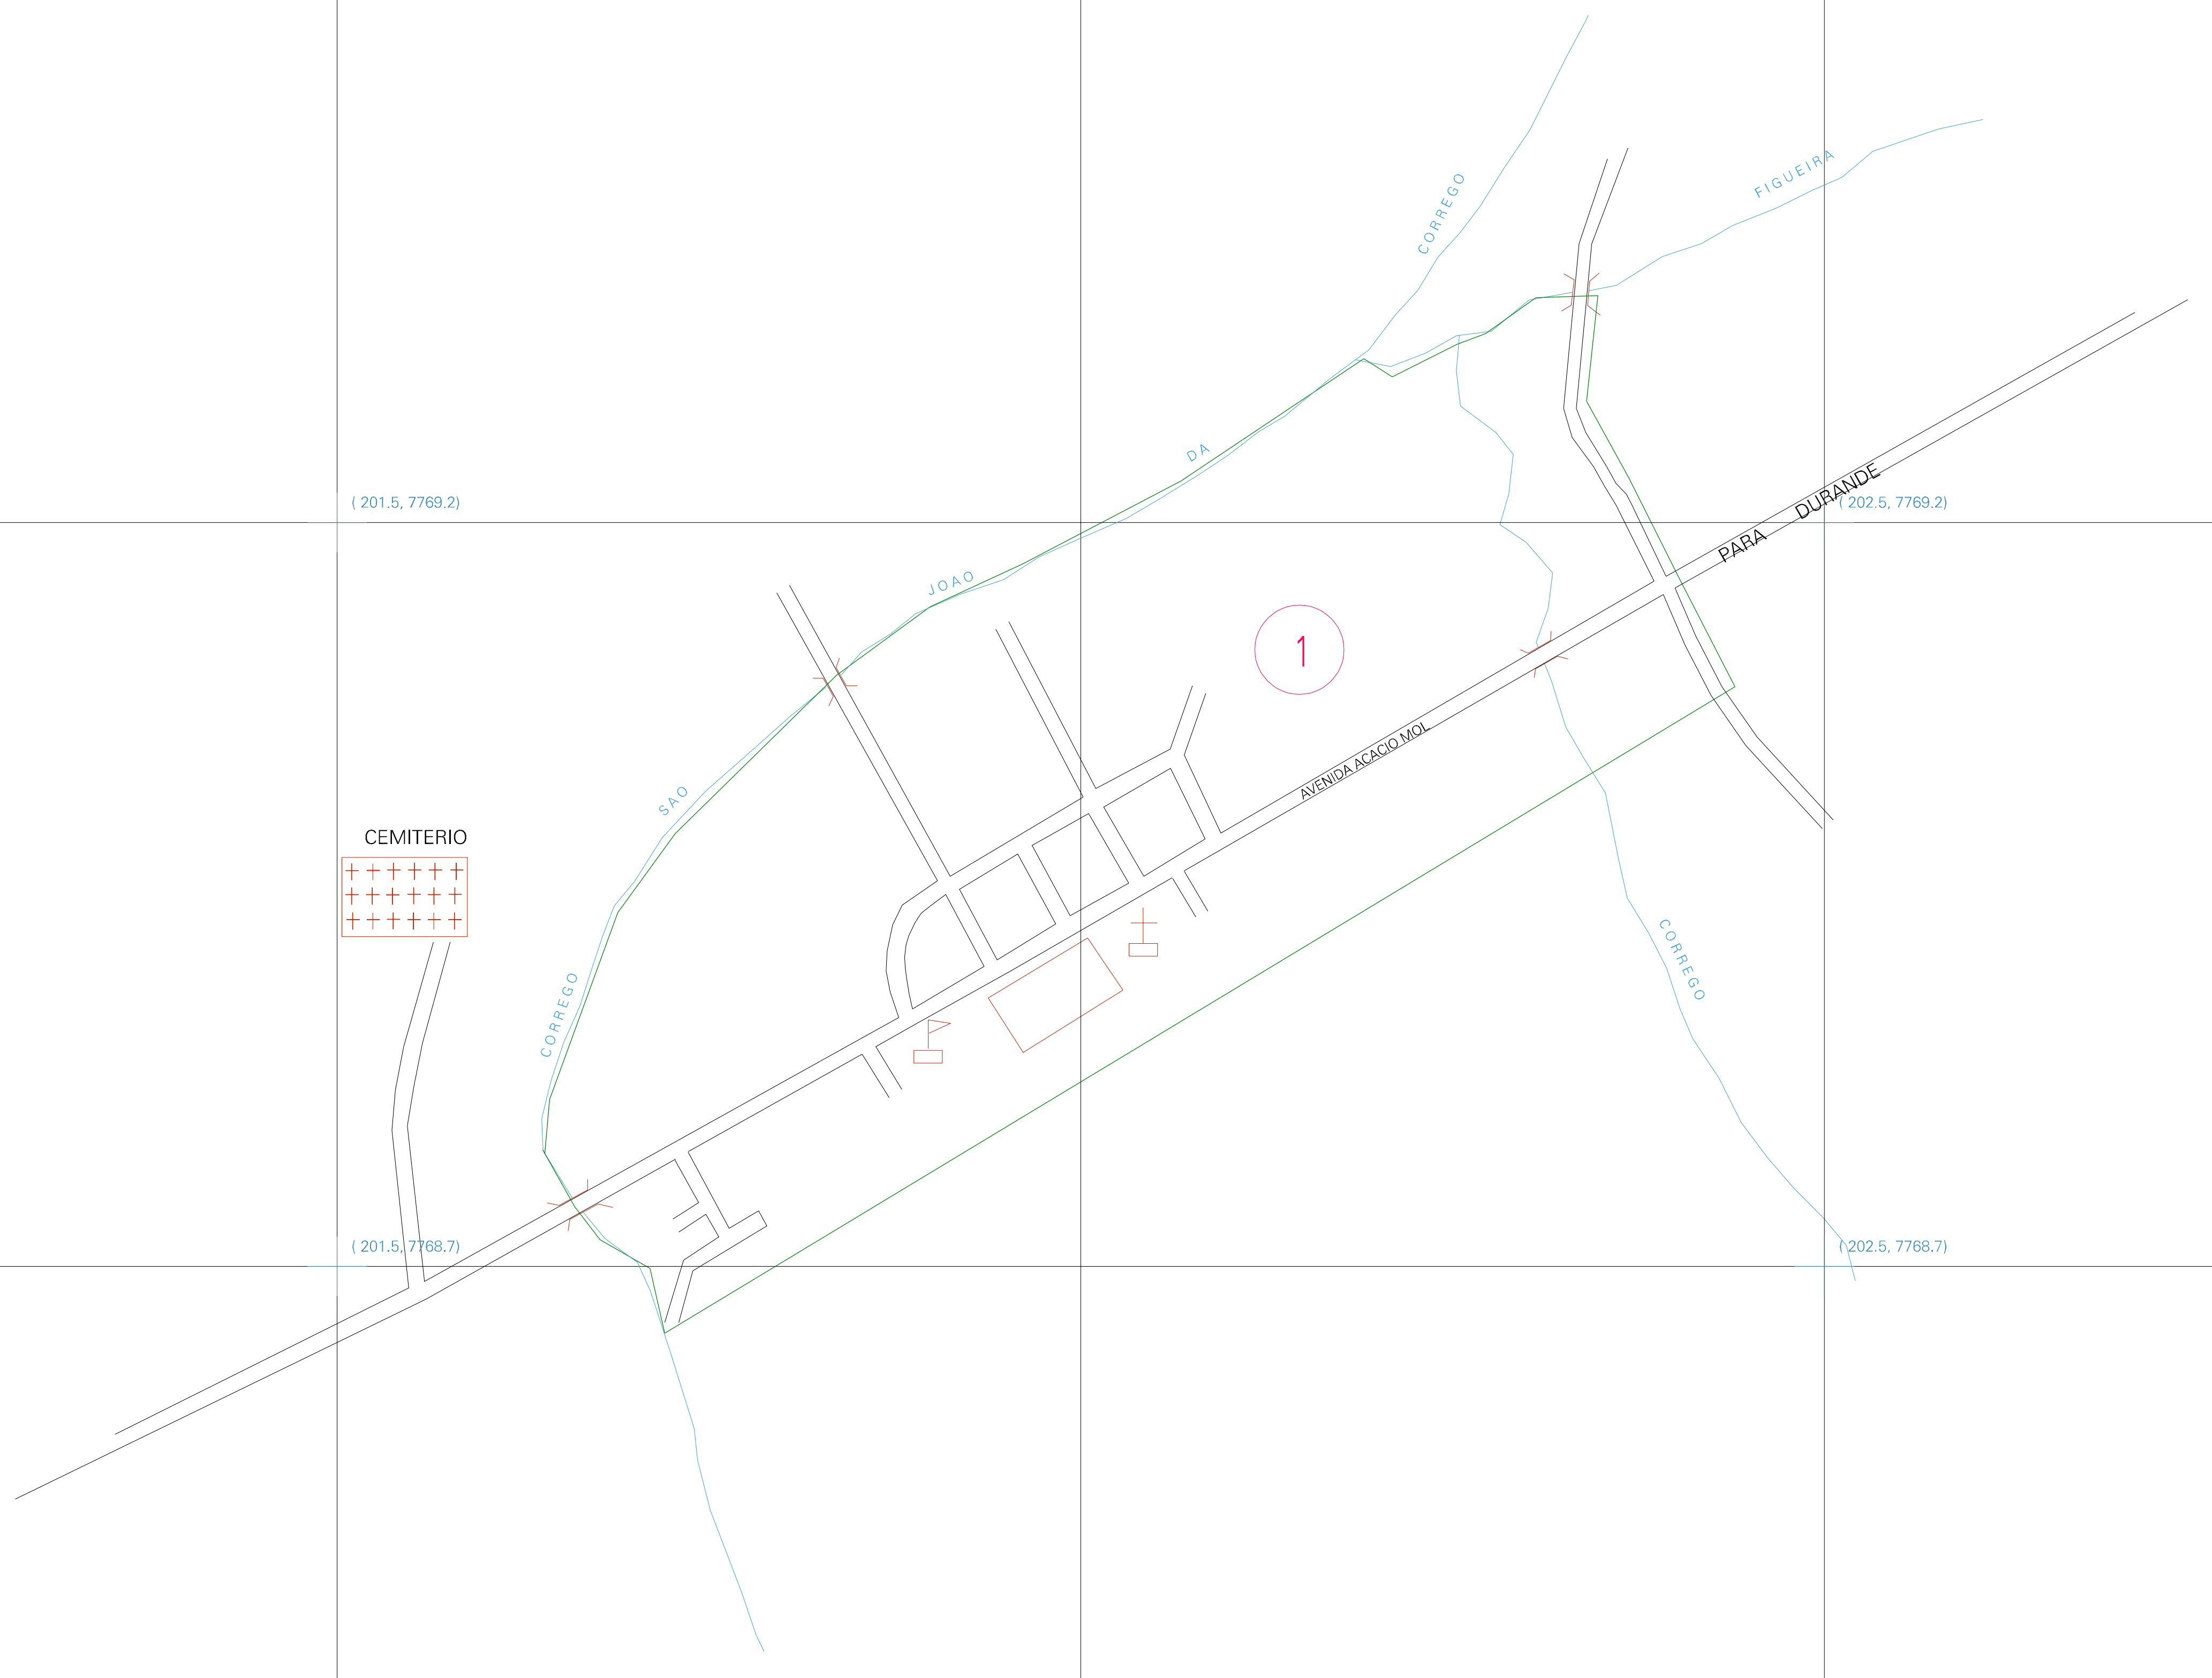 CORREGO
FIGUEIRA
DA
( 201.5, 7769.2)
( 202.5, 7769.2)
PARA DURANDE
JOAO
1
AVENIDA ACACIO MOL
SAO
CEMITERIO
CORREGO
CORREGO
( 201.5, 7768.7)
( 202.5, 7768.7)